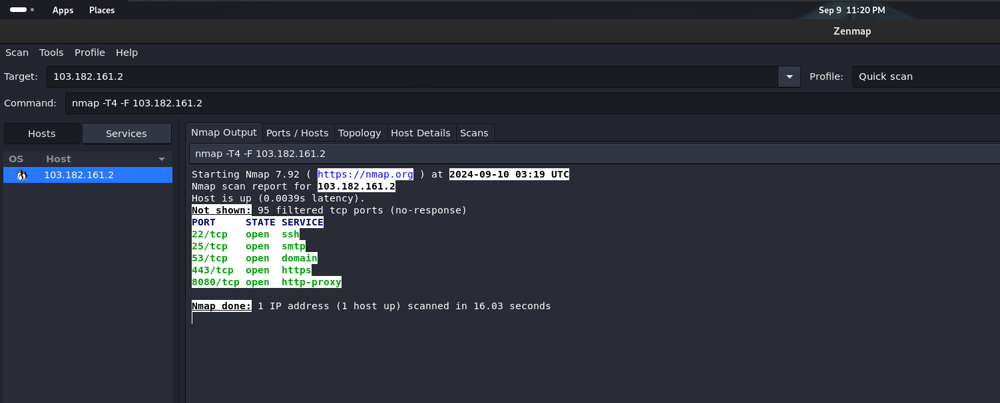 Apps Places Sep 9 11:20 PM
Zenmap
Scan Tools Profile Help
Target: 103.182.161.2 Profile: Quick scan
Command: nmap -T4 -F 103.182.161.2
Hosts Services Nmap Output Ports / Hosts Topology Host Details Scans
nmap -T4 -F 103.182.161.2
OS Host
103.182.161.2
Starting Nmap 7.92 ( https://nmap.org ) at 2024-09-10 03:19 UTC
Nmap scan report for 103.182.161.2
Host is up (0.0039s latency).
Not shown: 95 filtered tcp ports (no-response)
PORT     STATE SERVICE
22/tcp   open  ssh
25/tcp   open  smtp
53/tcp   open  domain
443/tcp  open  https
8080/tcp open  http-proxy
Nmap done: 1 IP address (1 host up) scanned in 16.03 seconds